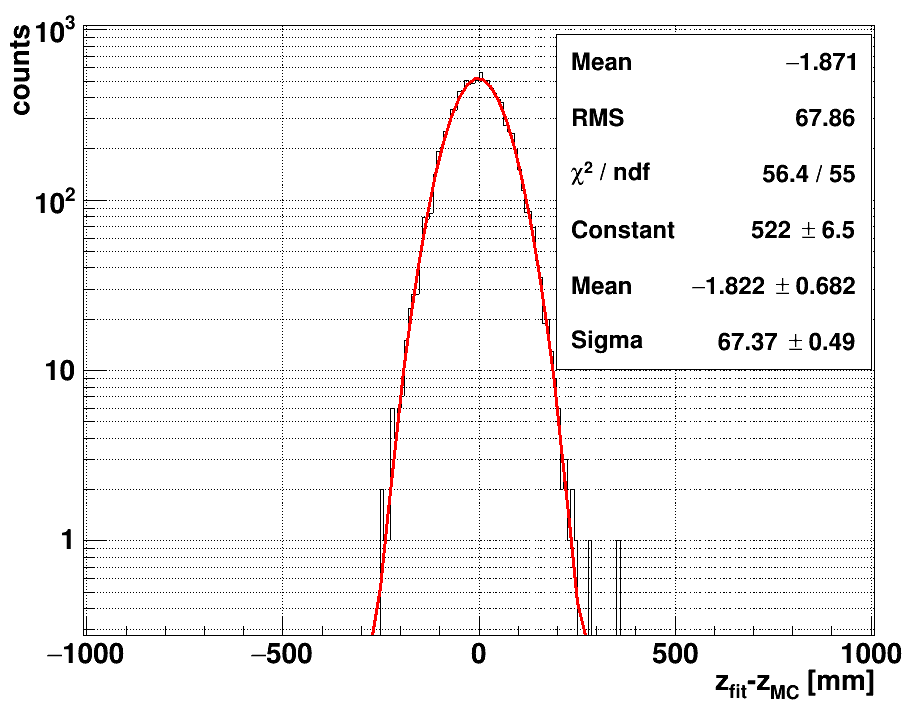 counts
10³
10²
10
1
Mean −1.871
RMS 67.86
χ² / ndf 56.4 / 55
Constant 522 ± 6.5
Mean −1.822 ± 0.682
Sigma 67.37 ± 0.49
−1000 −500 0 500 1000
z_fit-z_MC [mm]